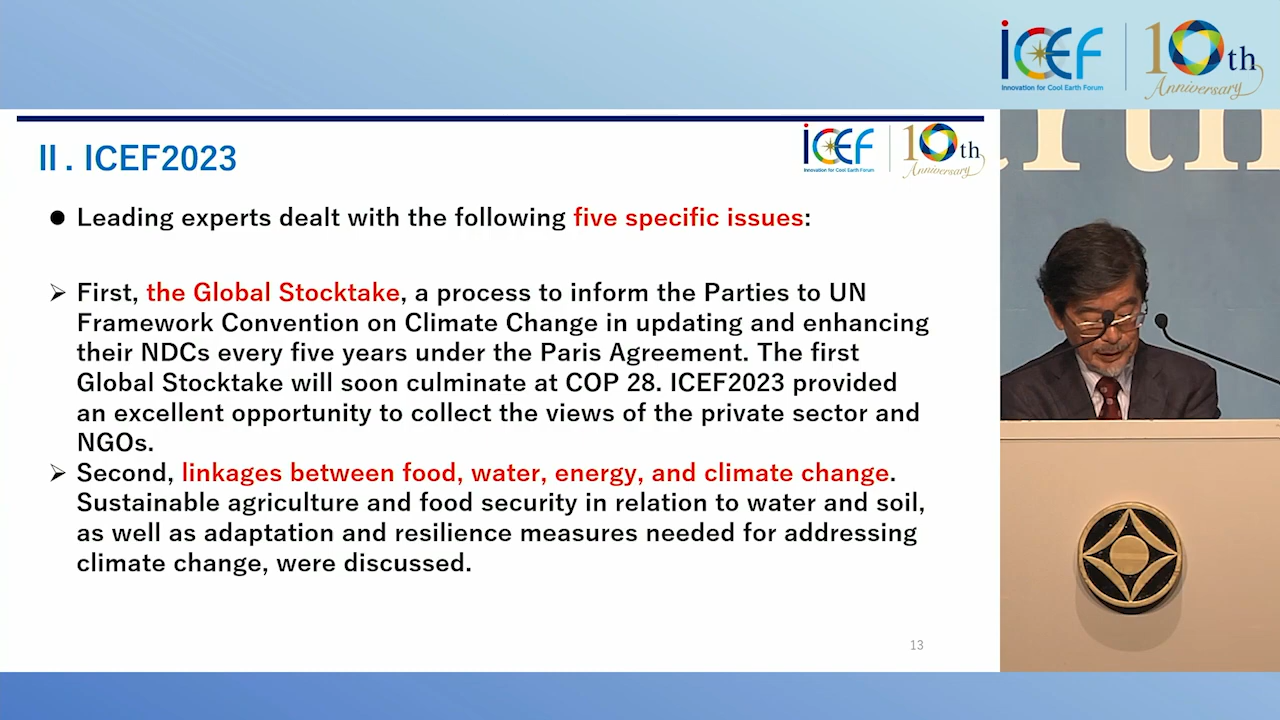 ICEF
Innovation for Cool Earth Forum
10th
Anniversary
II. ICEF2023
ICEF
Innovation for Cool Earth Forum
10th
Anniversary
● Leading experts dealt with the following five specific issues:
➢ First, the Global Stocktake, a process to inform the Parties to UN
Framework Convention on Climate Change in updating and enhancing
their NDCs every five years under the Paris Agreement. The first
Global Stocktake will soon culminate at COP 28. ICEF2023 provided
an excellent opportunity to collect the views of the private sector and
NGOs.
➢ Second, linkages between food, water, energy, and climate change.
Sustainable agriculture and food security in relation to water and soil,
as well as adaptation and resilience measures needed for addressing
climate change, were discussed.
13